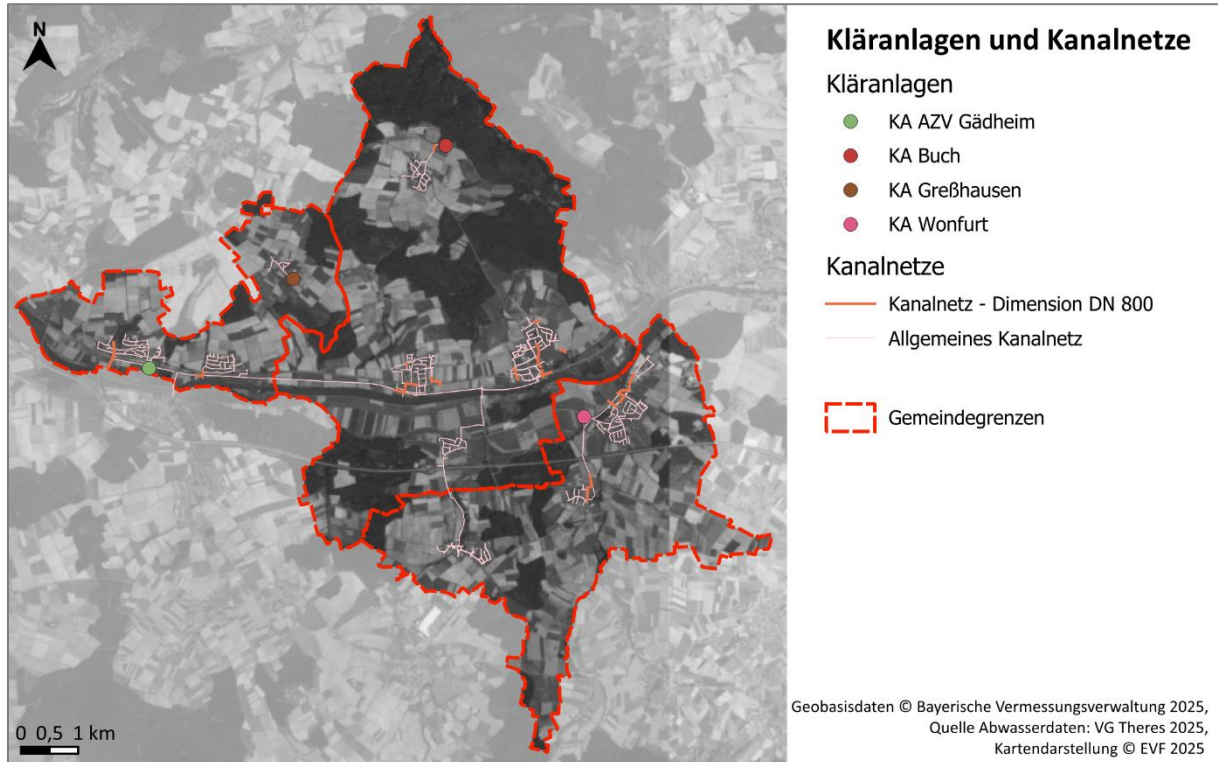 N
0 0,5 1 km
Kläranlagen und Kanalnetze
Kläranlagen
KA AZV Gädheim
KA Buch
KA Greßhausen
KA Wonfurt
Kanalnetze
Kanalnetz - Dimension DN 800
Allgemeines Kanalnetz
Gemeindegrenzen
Geobasisdaten © Bayerische Vermessungsverwaltung 2025,
Quelle Abwasserdaten: VG Theres 2025,
Kartendarstellung © EVF 2025